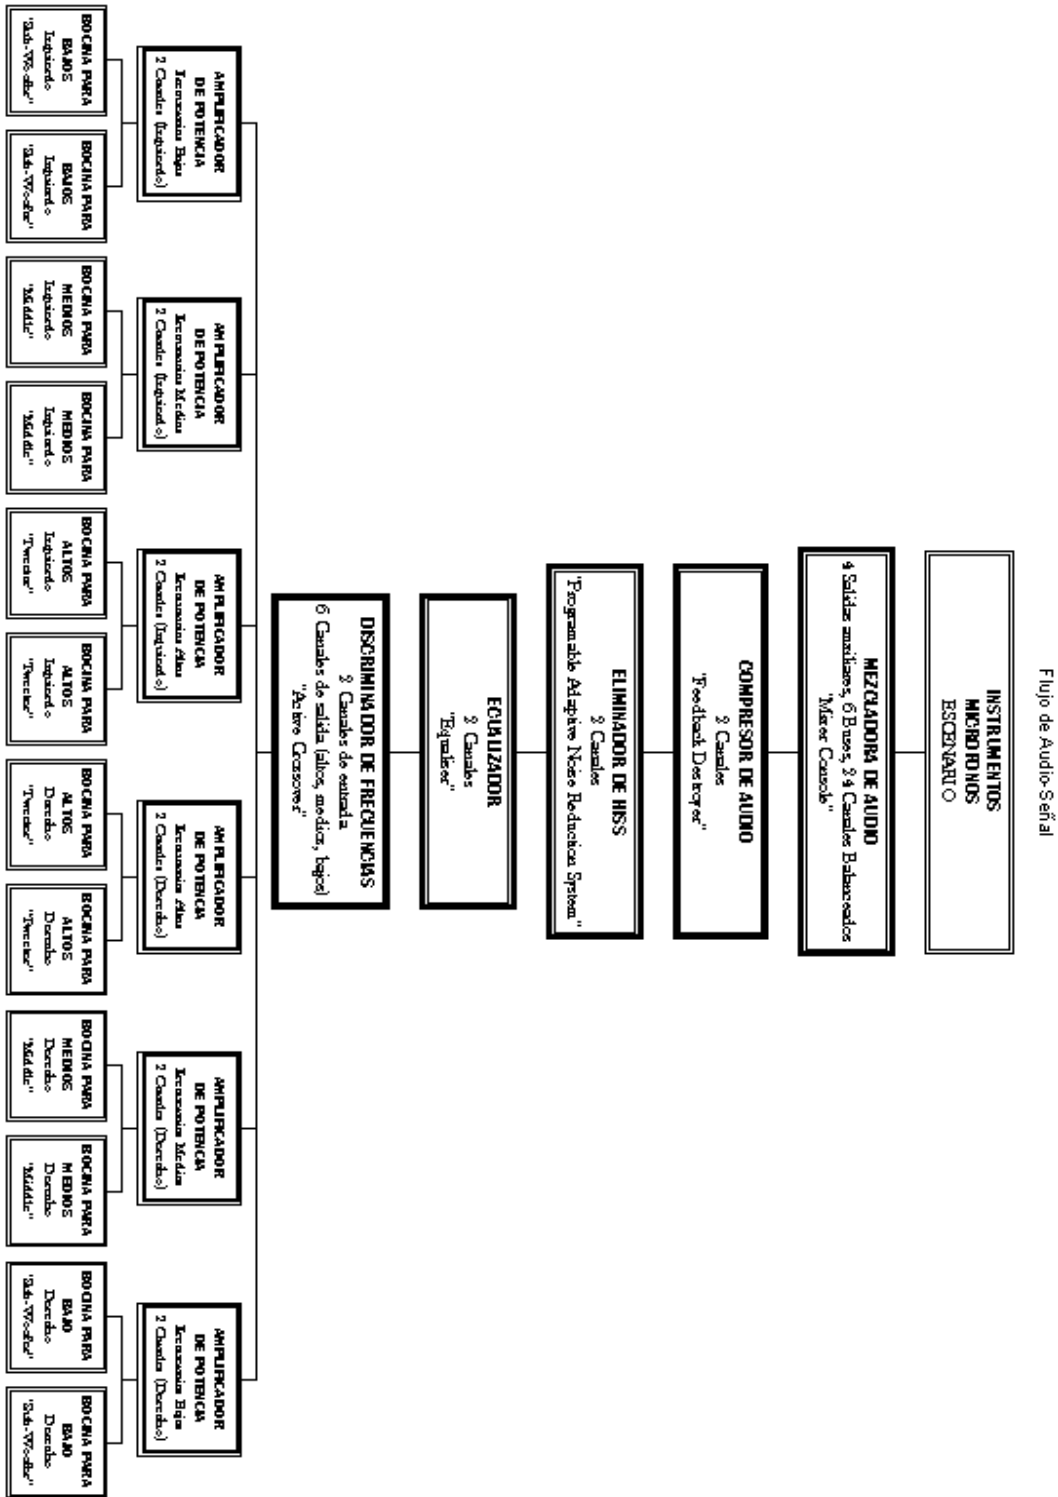 Flujo de Audio-Señal
INSTRUMENTOS
MICROFONOS
ESCENARIO
MEZCLADORA DE AUDIO
4 Salidas auxiliares, 6 Buses, 24 Canales Balanceados
"Mixer Console"
COMPRESOR DE AUDIO
2 Canales
"Feedback Destroyer"
ELIMINADOR DE HISS
2 Canales
"Programable Adaptive Noise Reduction System"
ECUALIZADOR
2 Canales
"Equaliser"
DISCRIMINADOR DE FRECUENCIAS
2 Canales de entrada
6 Canales de salida (altos, medios, bajos)
"Active Crossover"
AMPLIFICADOR
DE POTENCIA
Frecuencias Bajas
2 Canales (Izquierdo)
AMPLIFICADOR
DE POTENCIA
Frecuencias Medias
2 Canales (Izquierdo)
AMPLIFICADOR
DE POTENCIA
Frecuencias Altas
2 Canales (Izquierdo)
AMPLIFICADOR
DE POTENCIA
Frecuencias Altas
2 Canales (Derecho)
AMPLIFICADOR
DE POTENCIA
Frecuencias Medias
2 Canales (Derecho)
AMPLIFICADOR
DE POTENCIA
Frecuencias Bajas
2 Canales (Derecho)
BOCINA PARA
BAJOS
Izquierdo
"Sub-Woofer"
BOCINA PARA
BAJOS
Izquierdo
"Sub-Woofer"
BOCINA PARA
MEDIOS
Izquierdo
"Middle"
BOCINA PARA
MEDIOS
Izquierdo
"Middle"
BOCINA PARA
ALTOS
Izquierdo
"Tweeter"
BOCINA PARA
ALTOS
Izquierdo
"Tweeter"
BOCINA PARA
ALTOS
Derecho
"Tweeter"
BOCINA PARA
ALTOS
Derecho
"Tweeter"
BOCINA PARA
MEDIOS
Derecho
"Middle"
BOCINA PARA
MEDIOS
Derecho
"Middle"
BOCINA PARA
BAJO
Derecho
"Sub-Woofer"
BOCINA PARA
BAJO
Derecho
"Sub-Woofer"